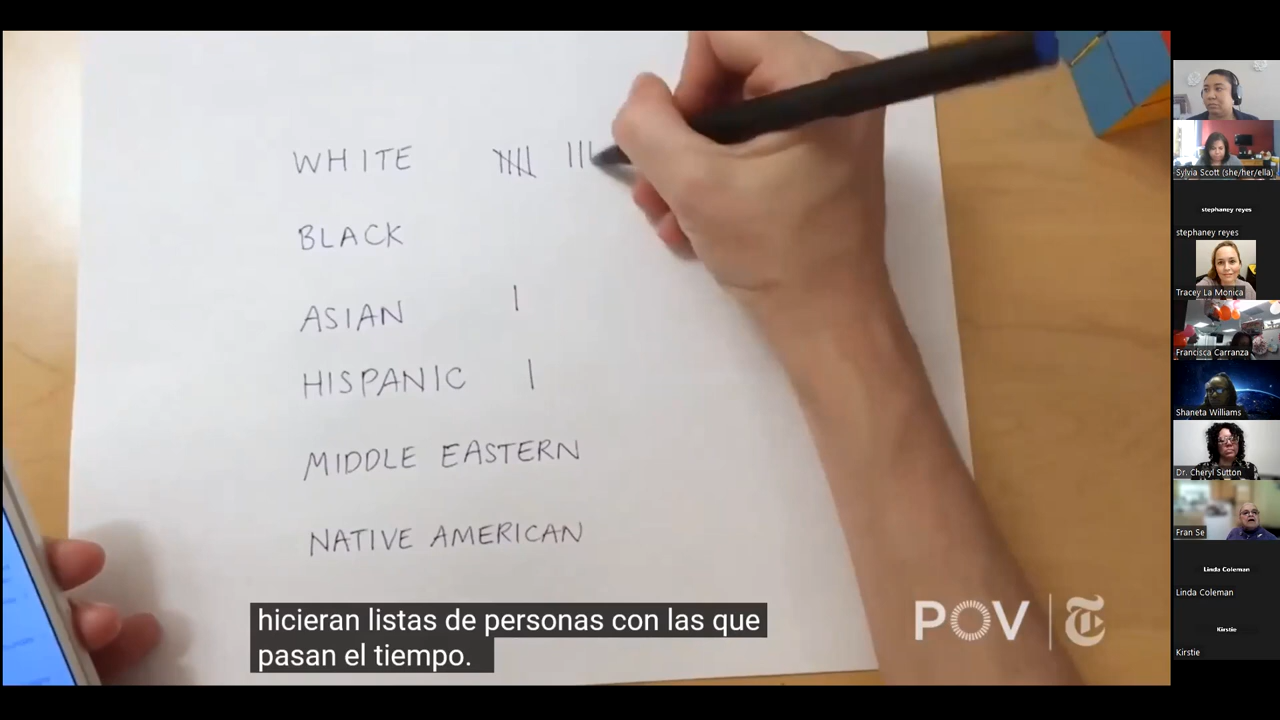 WHITE
BLACK
ASIAN
HISPANIC
MIDDLE EASTERN
NATIVE AMERICAN
hicieran listas de personas con las que
pasan el tiempo.
POV
Sylvia Scott (she/her/ella)
stephaney reyes
stephaney reyes
Tracey La Monica
Francisca Carranza
Shaneta Williams
Dr. Cheryl Sutton
Fran Se
Linda Coleman
Linda Coleman
Kirstie
Kirstie